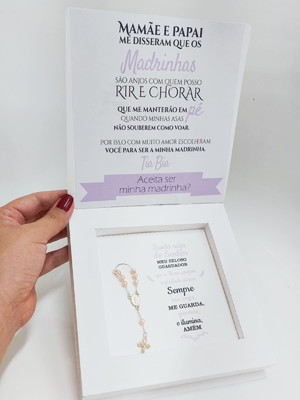 MAMÃE E PAPAI
ME DISSERAM QUE OS
Madrinhas
SÃO ANJOS COM QUEM POSSO
RIR E CHORAR
QUE ME MANTERÃO EM pé
QUANDO MINHAS ASAS
NÃO SOUBEREM COMO VOAR.
POR ISSO COM MUITO AMOR ESCOLHERAM
VOCÊ PARA SER A MINHA MADRINHA.
Tia Bia
Aceita ser
minha madrinha?
MEU ZELOSO
GUARDADOR
Sempre
ME GUARDA,
e ilumina,
AMÉM.